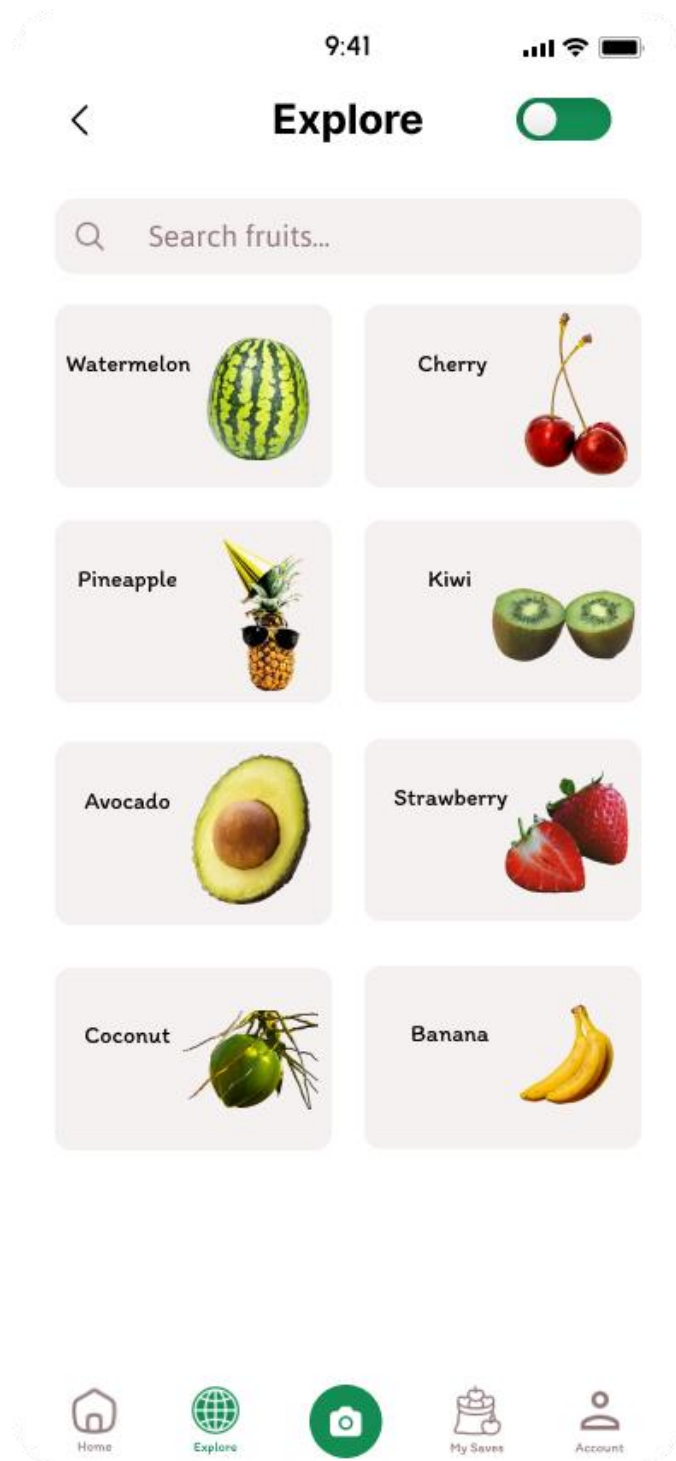 9:41
Explore
Search fruits...
Watermelon
Cherry
Pineapple
Kiwi
Avocado
Strawberry
Coconut
Banana
Home
Explore
My Saves
Account